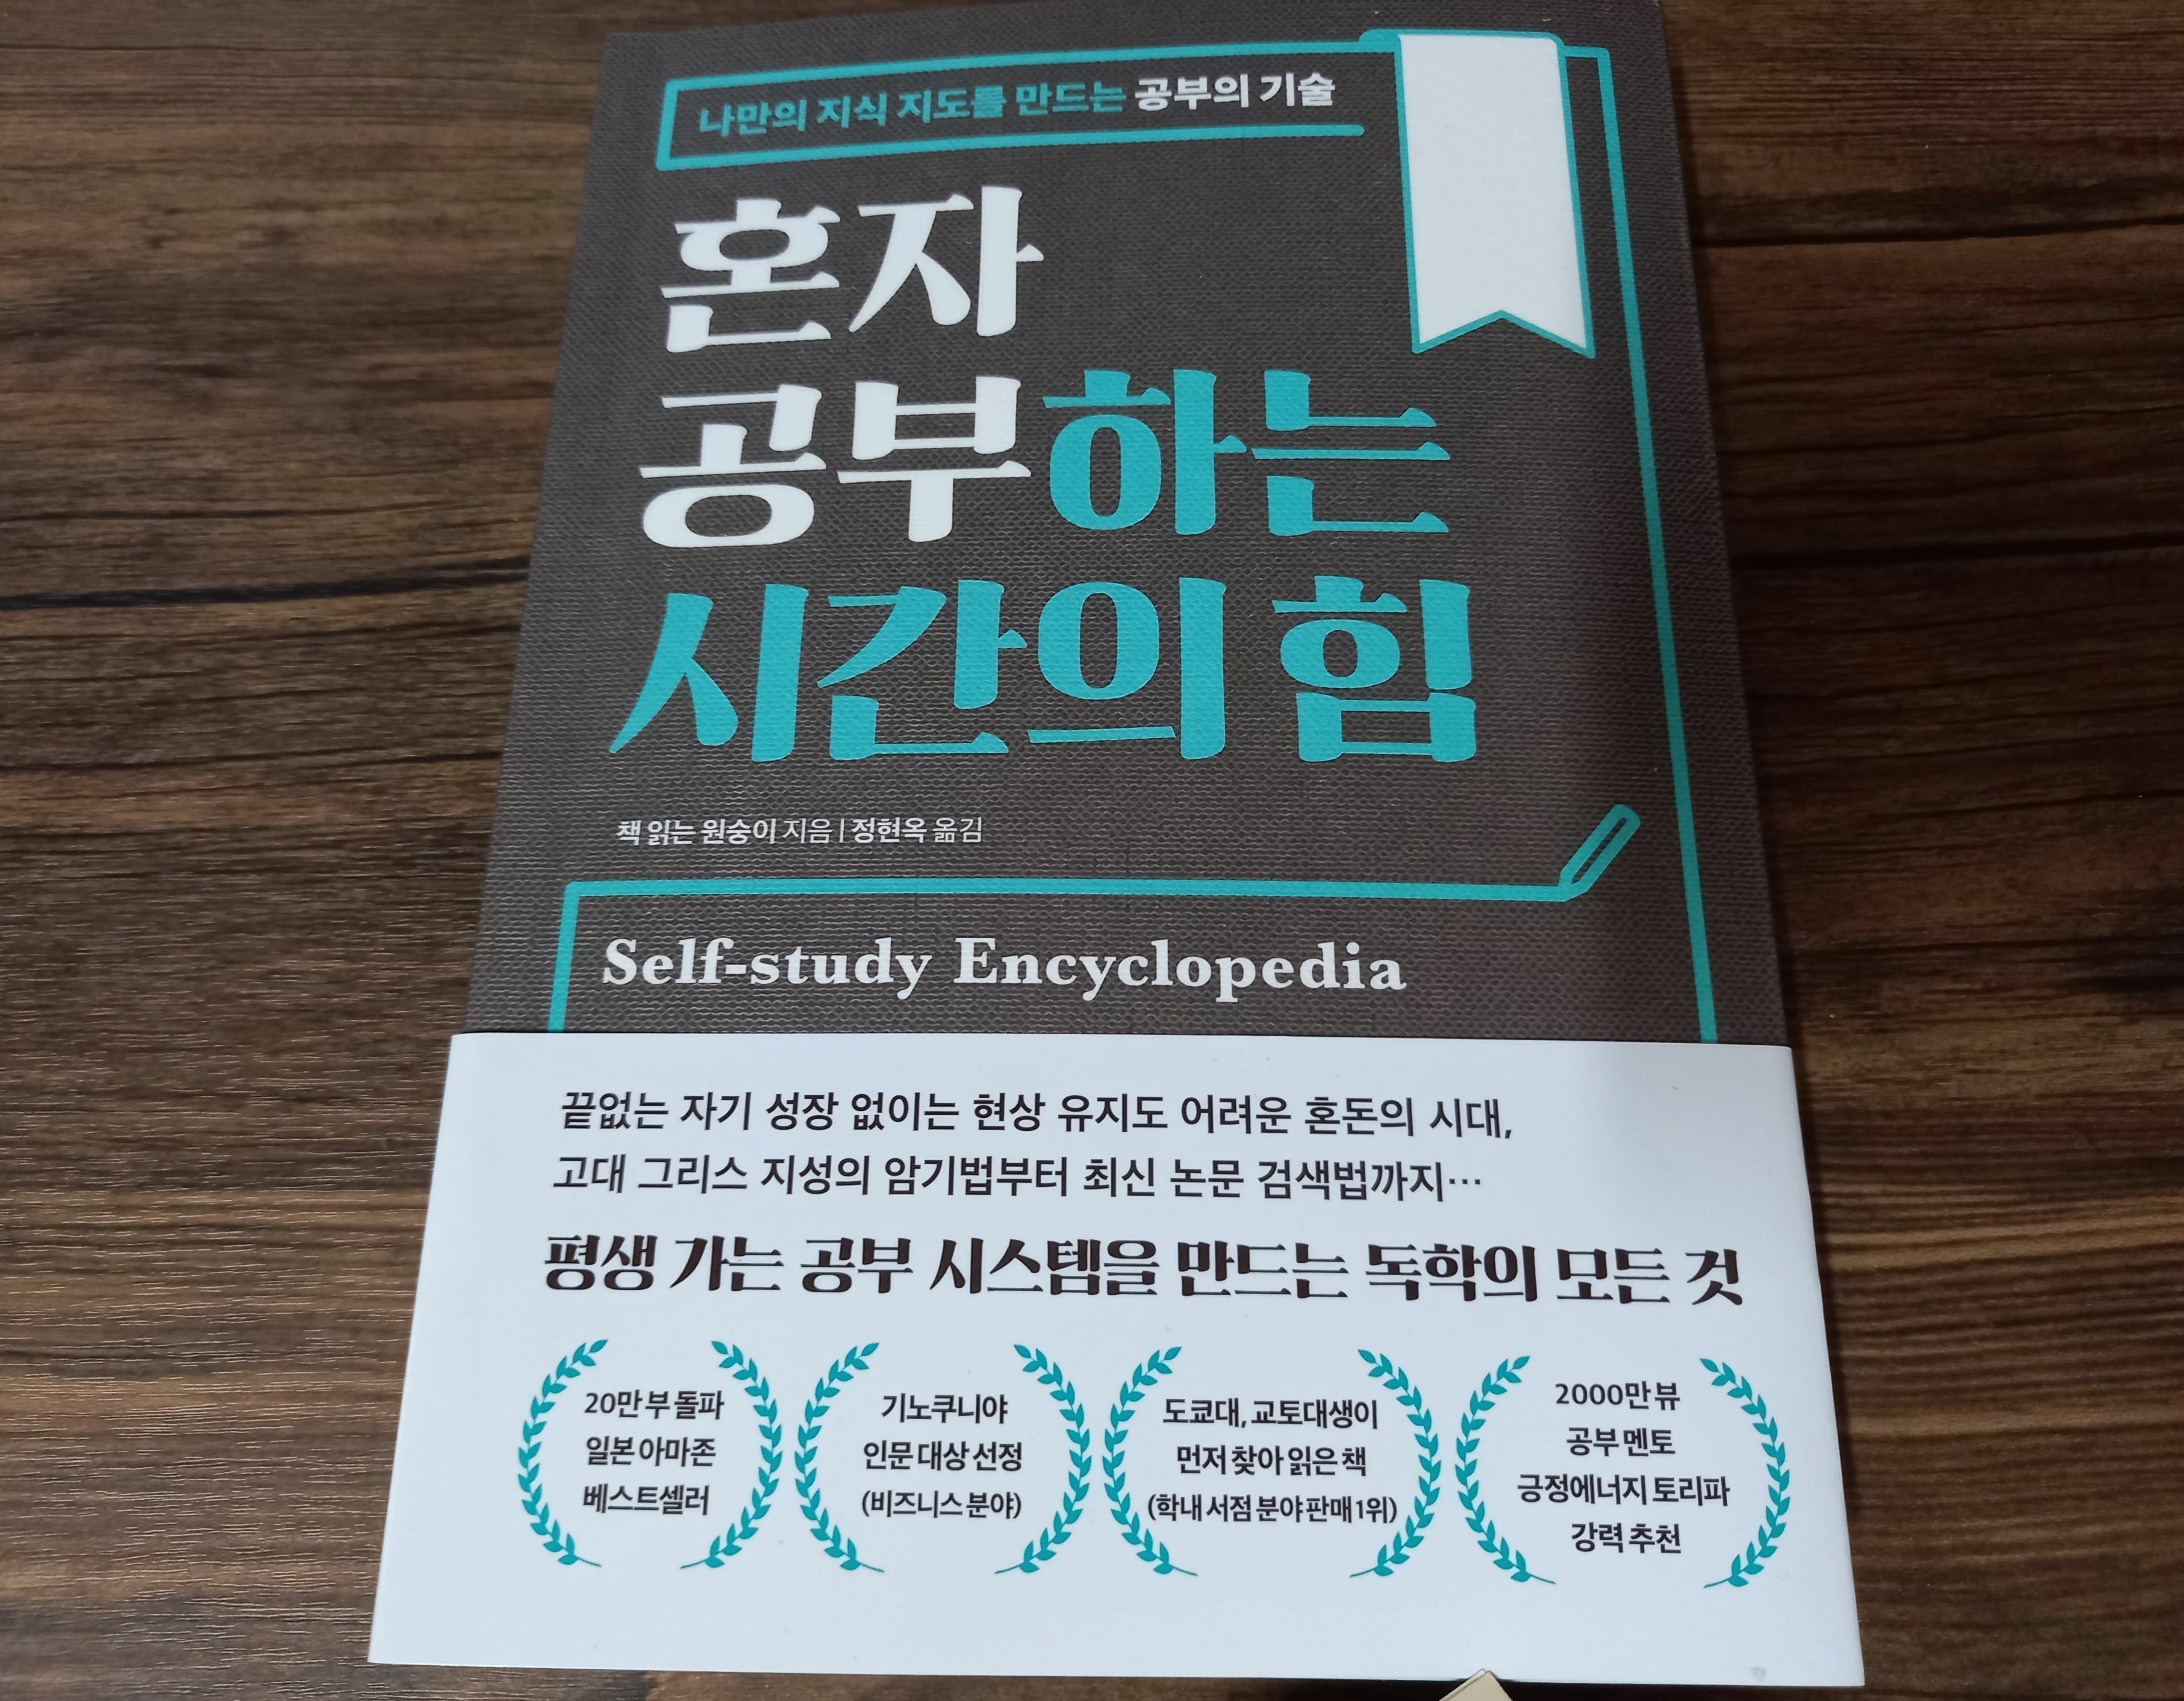 나만의 지식 지도를 만드는 공부의 기술
혼자
공부하는
시간의 힘
책 읽는 원숭이 지음 | 정현옥 옮김
Self-study Encyclopedia
끝없는 자기 성장 없이는 현상 유지도 어려운 혼돈의 시대,
고대 그리스 지성의 암기법부터 최신 논문 검색법까지…
평생 가는 공부 시스템을 만드는 독학의 모든 것
20만 부 돌파
일본 아마존
베스트셀러
기노쿠니야
인문 대상 선정
(비즈니스 분야)
도쿄대, 교토대생이
먼저 찾아 읽은 책
(학내 서점 분야 판매 1위)
2000만 뷰
공부 멘토
긍정에너지 토리파
강력 추천